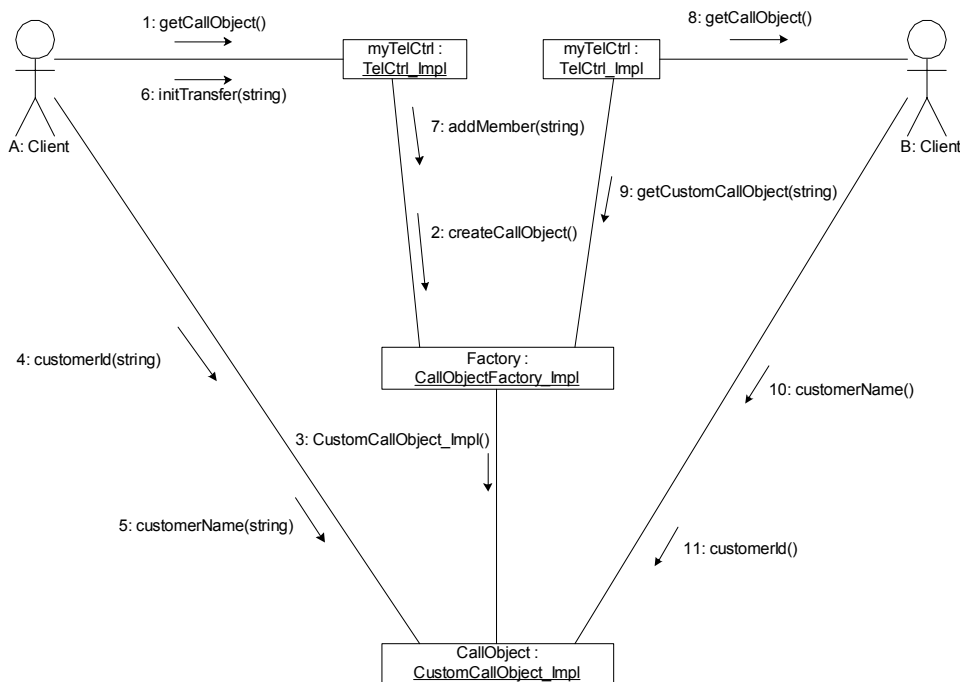 1: getCallObject()
8: getCallObject()
myTelCtrl :
TelCtrl_Impl
myTelCtrl :
TelCtrl_Impl
6: initTransfer(string)
7: addMember(string)
A: Client
B: Client
9: getCustomCallObject(string)
2: createCallObject()
4: customerId(string)
Factory :
CallObjectFactory_Impl
10: customerName()
3: CustomCallObject_Impl()
5: customerName(string)
11: customerId()
CallObject :
CustomCallObject_Impl